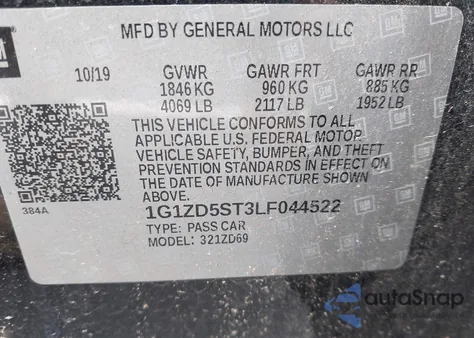 GM
MFD BY GENERAL MOTORS LLC
10/19 GVWR GAWR FRT GAWR RR
1846 KG 960 KG 885 KG
4069 LB 2117 LB 1952 LB
THIS VEHICLE CONFORMS TO ALL
APPLICABLE U.S. FEDERAL MOTOR
VEHICLE SAFETY, BUMPER, AND THEFT
PREVENTION STANDARDS IN EFFECT ON
THE DATE OF MANUFACTURE SHOWN
ABOVE.
384A
1G1ZD5ST3LF044522
TYPE: PASS CAR
MODEL: 321ZD69
autoSnap